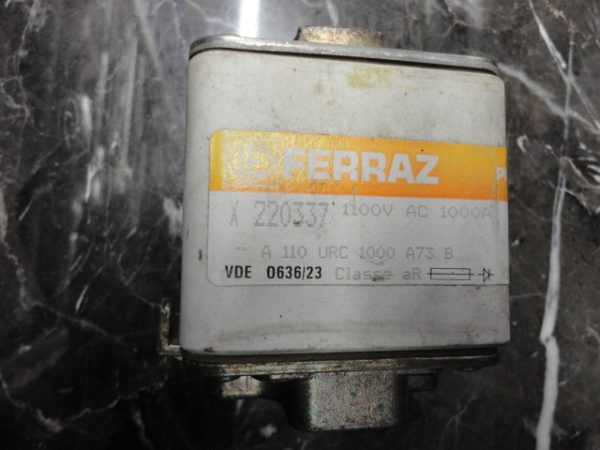 FERRAZ P
X 220337 1100V AC 1000A
A 110 URC 1000 A73 B
VDE 0636/23 Classe aR